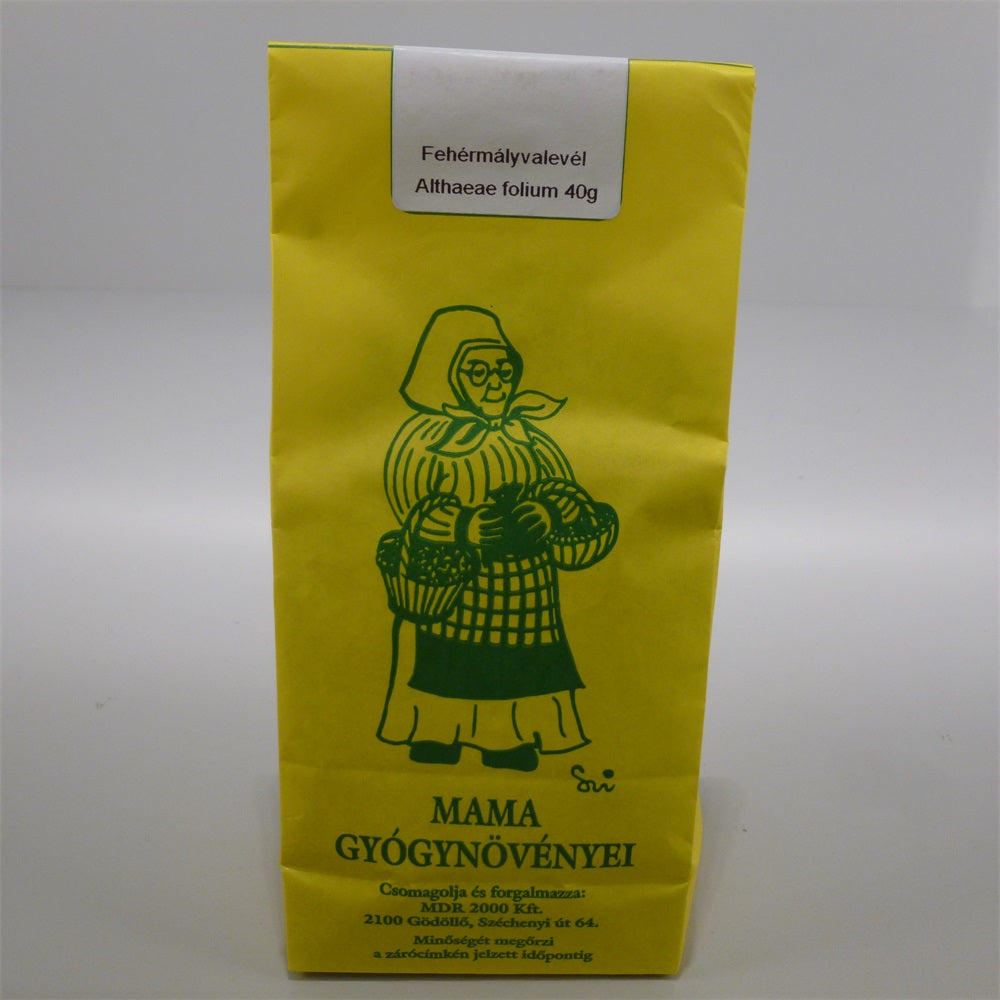 Fehérmályvalevél
Althaeae folium 40g
Sri
MAMA
GYÓGYNÖVÉNYEI
Csomagolja és forgalmazza:
MDR 2000 Kft.
2100 Gödöllő, Széchenyi út 64.
Minőségét megőrzi
a zárócímkén jelzett időpontig